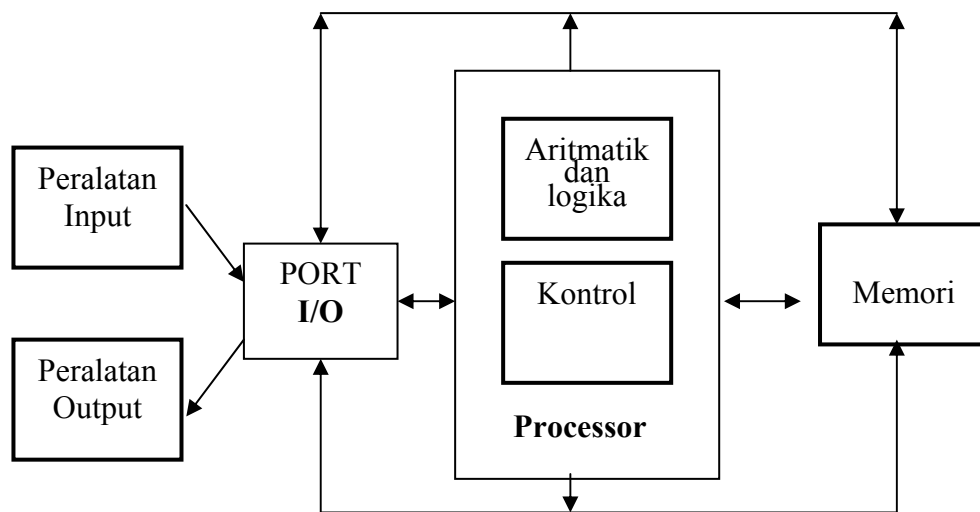 Peralatan
Input
Peralatan
Output
PORT
I/O
Aritmatik
dan
logika
Kontrol
Processor
Memori